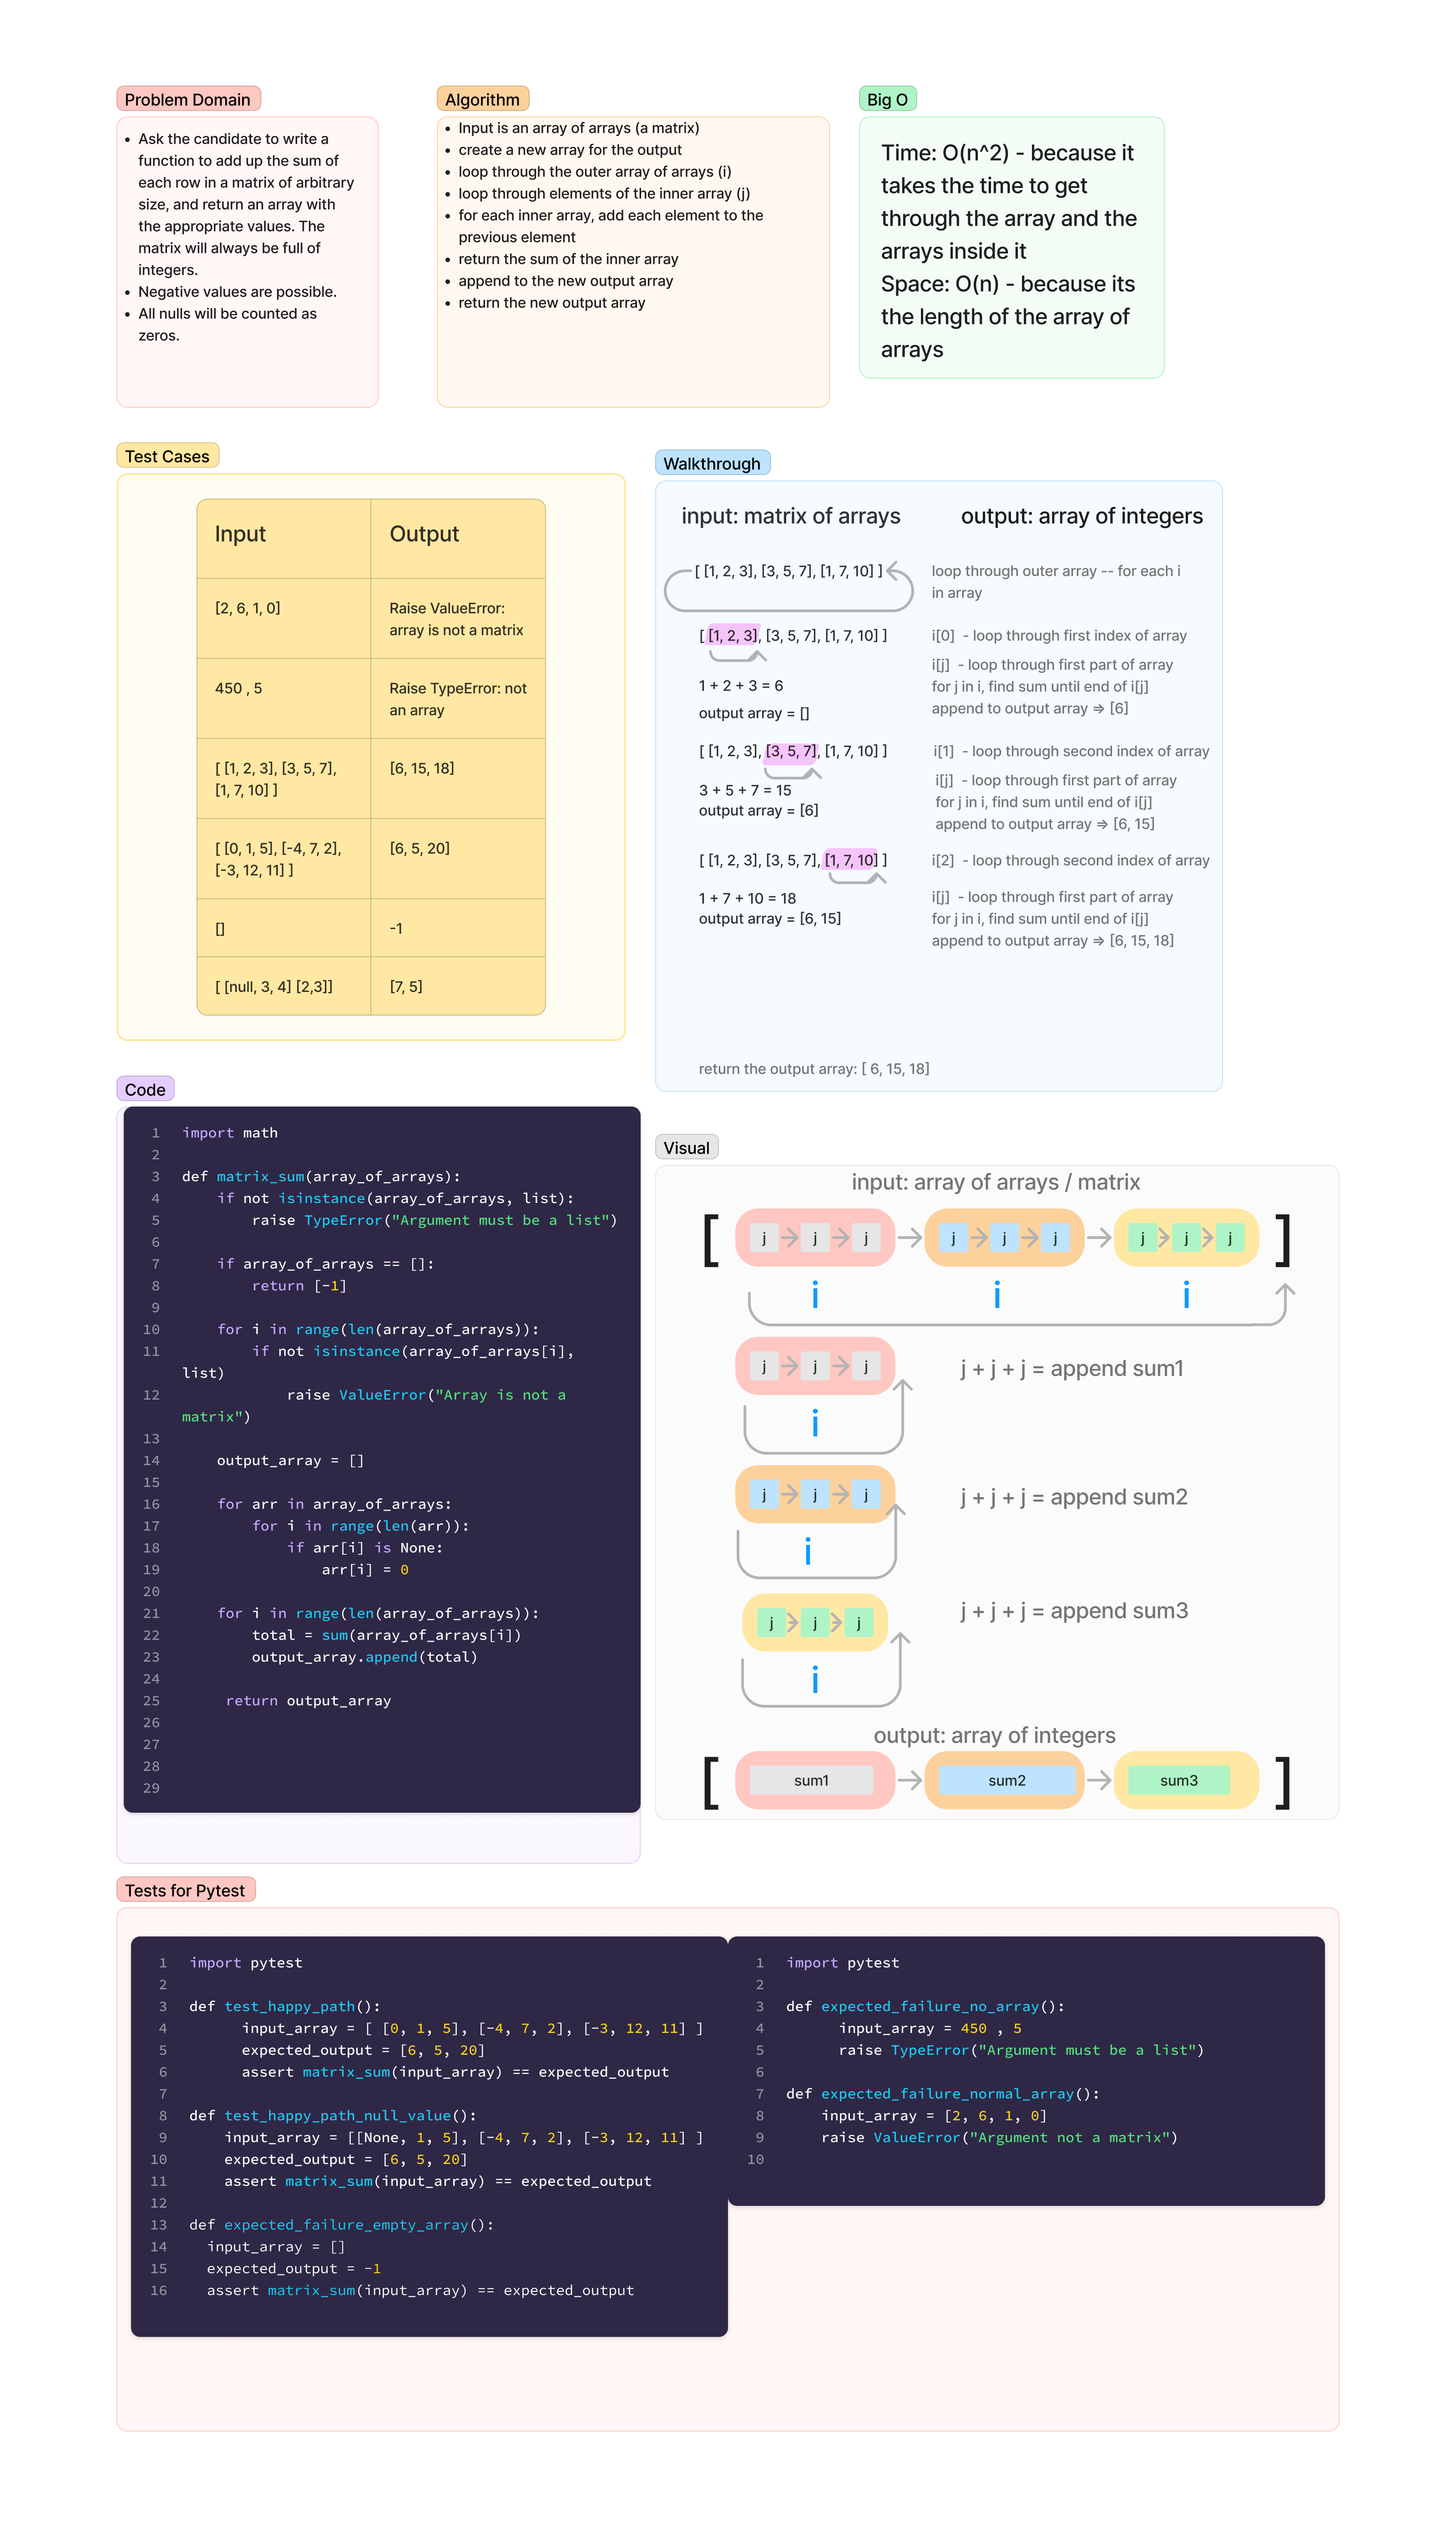 Problem Domain
• Ask the candidate to write a
function to add up the sum of
each row in a matrix of arbitrary
size, and return an array with
the appropriate values. The
matrix will always be full of
integers.
• Negative values are possible.
• All nulls will be counted as
zeros.
Algorithm
• Input is an array of arrays (a matrix)
• create a new array for the output
• loop through the outer array of arrays (i)
• loop through elements of the inner array (j)
• for each inner array, add each element to the
previous element
• return the sum of the inner array
• append to the new output array
• return the new output array
Big O
Time: O(n^2) - because it
takes the time to get
through the array and the
arrays inside it
Space: O(n) - because its
the length of the array of
arrays
Test Cases
Input Output
[2, 6, 1, 0] Raise ValueError:
array is not a matrix
450 , 5 Raise TypeError: not
an array
[ [1, 2, 3], [3, 5, 7], [6, 15, 18]
[1, 7, 10] ]
[ [0, 1, 5], [-4, 7, 2], [6, 5, 20]
[-3, 12, 11] ]
[] -1
[ [null, 3, 4] [2,3]] [7, 5]
Walkthrough
input: matrix of arrays output: array of integers
[ [1, 2, 3], [3, 5, 7], [1, 7, 10] ] loop through outer array -- for each i
in array
[ [1, 2, 3], [3, 5, 7], [1, 7, 10] ] i[0] - loop through first index of array
i[j] - loop through first part of array
1 + 2 + 3 = 6 for j in i, find sum until end of i[j]
output array = [] append to output array ⇒ [6]
[ [1, 2, 3], [3, 5, 7], [1, 7, 10] ] i[1] - loop through second index of array
i[j] - loop through first part of array
3 + 5 + 7 = 15 for j in i, find sum until end of i[j]
output array = [6] append to output array ⇒ [6, 15]
[ [1, 2, 3], [3, 5, 7], [1, 7, 10] ] i[2] - loop through second index of array
1 + 7 + 10 = 18 i[j] - loop through first part of array
output array = [6, 15] for j in i, find sum until end of i[j]
append to output array ⇒ [6, 15, 18]
return the output array: [ 6, 15, 18]
Code
1 import math
2
3 def matrix_sum(array_of_arrays):
4 if not isinstance(array_of_arrays, list):
5 raise TypeError("Argument must be a list")
6
7 if array_of_arrays == []:
8 return [-1]
9
10 for i in range(len(array_of_arrays)):
11 if not isinstance(array_of_arrays[i],
list)
12 raise ValueError("Array is not a
matrix")
13
14 output_array = []
15
16 for arr in array_of_arrays:
17 for i in range(len(arr)):
18 if arr[i] is None:
19 arr[i] = 0
20
21 for i in range(len(array_of_arrays)):
22 total = sum(array_of_arrays[i])
23 output_array.append(total)
24
25 return output_array
26
27
28
29
Visual
input: array of arrays / matrix
[ j j j j j j j j j ]
i i i
j j j j + j + j = append sum1
i
j j j j + j + j = append sum2
i
j j j j + j + j = append sum3
i
output: array of integers
[ sum1 sum2 sum3 ]
Tests for Pytest
1 import pytest
2
3 def test_happy_path():
4 input_array = [ [0, 1, 5], [-4, 7, 2], [-3, 12, 11] ]
5 expected_output = [6, 5, 20]
6 assert matrix_sum(input_array) == expected_output
7
8 def test_happy_path_null_value():
9 input_array = [[None, 1, 5], [-4, 7, 2], [-3, 12, 11] ]
10 expected_output = [6, 5, 20]
11 assert matrix_sum(input_array) == expected_output
12
13 def expected_failure_empty_array():
14 input_array = []
15 expected_output = -1
16 assert matrix_sum(input_array) == expected_output
1 import pytest
2
3 def expected_failure_no_array():
4 input_array = 450 , 5
5 raise TypeError("Argument must be a list")
6
7 def expected_failure_normal_array():
8 input_array = [2, 6, 1, 0]
9 raise ValueError("Argument not a matrix")
10